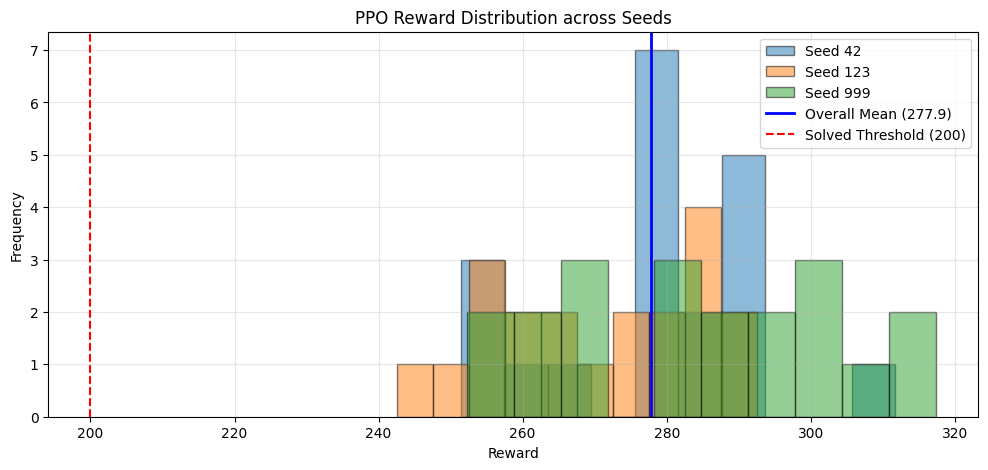 PPO Reward Distribution across Seeds
Seed 42
Seed 123
Seed 999
Overall Mean (277.9)
Solved Threshold (200)
Frequency
7
6
5
4
3
2
1
0
200 220 240 260 280 300 320
Reward